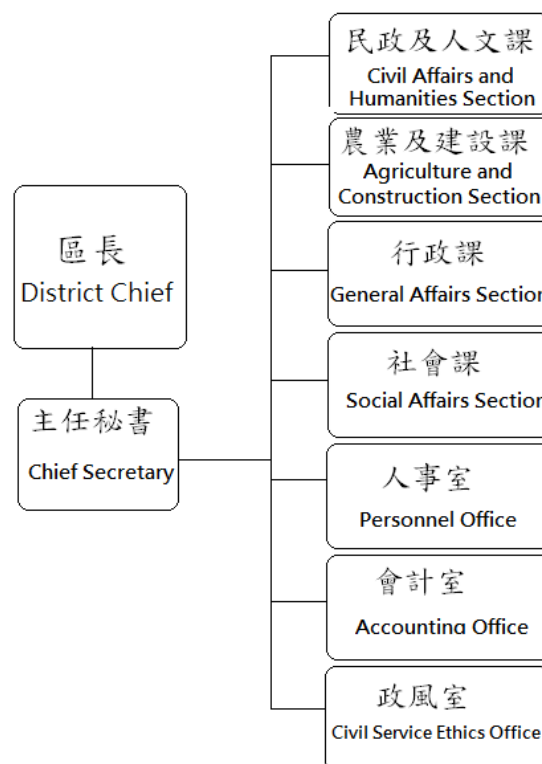 區長
District Chief
主任秘書
Chief Secretary
民政及人文課
Civil Affairs and
Humanities Section
農業及建設課
Agriculture and
Construction Section
行政課
General Affairs Section
社會課
Social Affairs Section
人事室
Personnel Office
會計室
Accounting Office
政風室
Civil Service Ethics Office